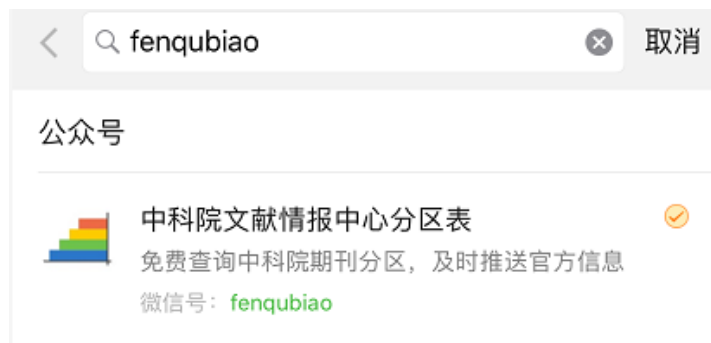 fenqubiao 取消
公众号
中科院文献情报中心分区表
免费查询中科院期刊分区，及时推送官方信息
微信号：fenqubiao